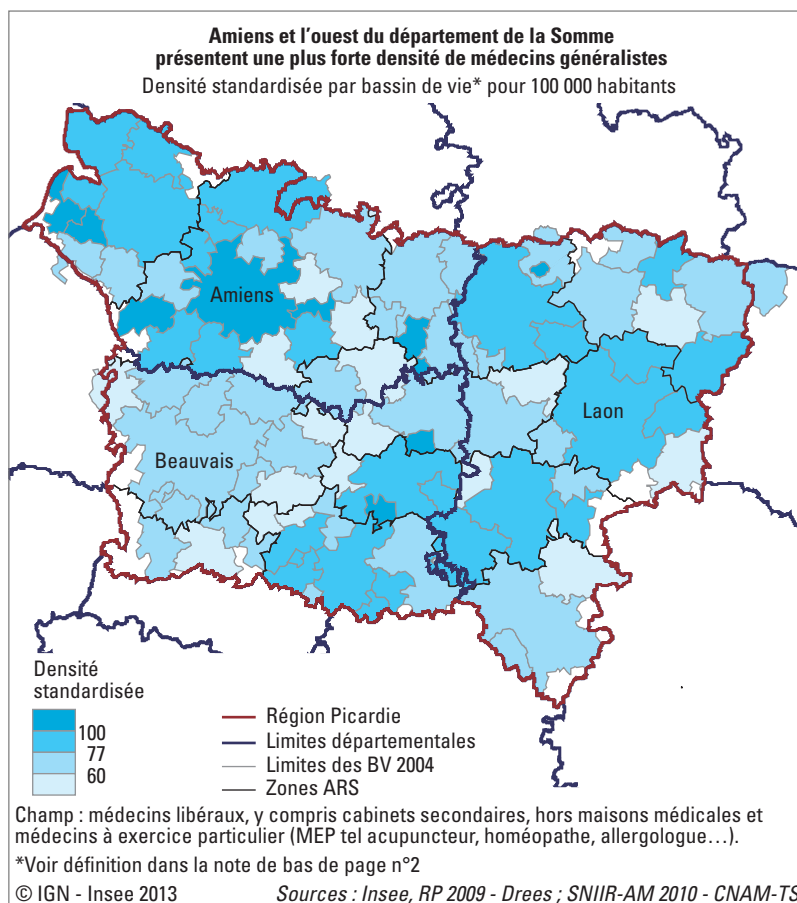 Amiens et l'ouest du département de la Somme
présentent une plus forte densité de médecins généralistes
Densité standardisée par bassin de vie* pour 100 000 habitants
Amiens
Laon
Beauvais
Densité
standardisée
100
77
60
Région Picardie
Limites départementales
Limites des BV 2004
Zones ARS
Champ : médecins libéraux, y compris cabinets secondaires, hors maisons médicales et
médecins à exercice particulier (MEP tel acupuncteur, homéopathe, allergologue…).
*Voir définition dans la note de bas de page n°2
© IGN - Insee 2013 Sources : Insee, RP 2009 - Drees ; SNIIR-AM 2010 - CNAM-TS